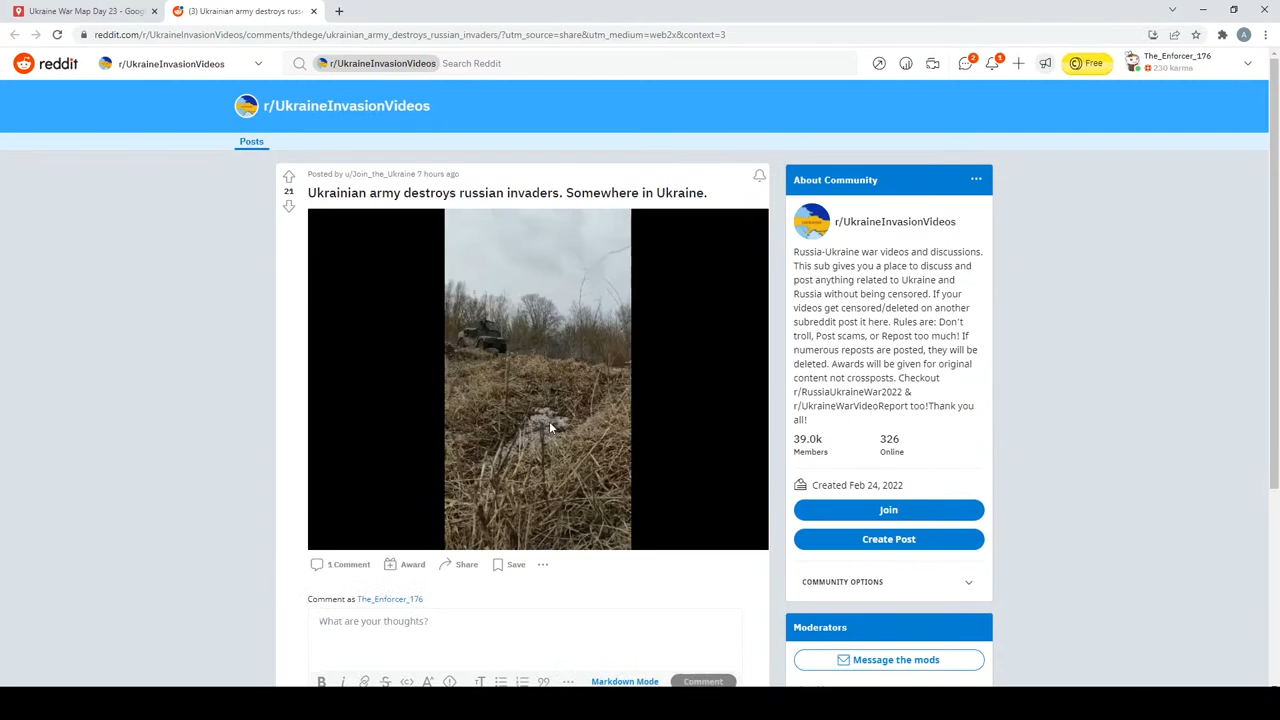 Ukraine War Map Day 23 - Goog
(3) Ukrainian army destroys russi
reddit.com/r/UkraineInvasionVideos/comments/thdege/ukrainian_army_destroys_russian_invaders/?utm_source=share&utm_medium=web2x&context=3
A
reddit
r/UkraineInvasionVideos
r/UkraineInvasionVideos
Search Reddit
2
1
Free
The_Enforcer_176
230 karma
r/UkraineInvasionVideos
Posts
Posted by u/Join_the_Ukraine 7 hours ago
21
Ukrainian army destroys russian invaders. Somewhere in Ukraine.
1 Comment
Award
Share
Save
Comment as The_Enforcer_176
What are your thoughts?
Markdown Mode
Comment
About Community
r/UkraineInvasionVideos
Russia-Ukraine war videos and discussions.
This sub gives you a place to discuss and
post anything related to Ukraine and
Russia without being censored. If your
videos get censored/deleted on another
subreddit post it here. Rules are: Don't
troll, Post scams, or Repost too much! If
numerous reposts are posted, they will be
deleted. Awards will be given for original
content not crossposts. Checkout
r/RussiaUkraineWar2022 &
r/UkraineWarVideoReport too!Thank you
all!
39.0k
Members
326
Online
Created Feb 24, 2022
Join
Create Post
COMMUNITY OPTIONS
Moderators
Message the mods